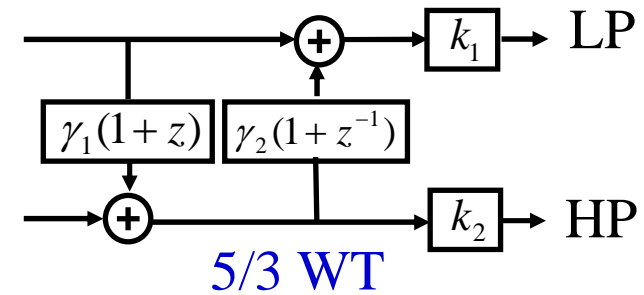 + k₁ LP
γ₁(1 + z) γ₂(1 + z⁻¹)
+ k₂ HP
5/3 WT